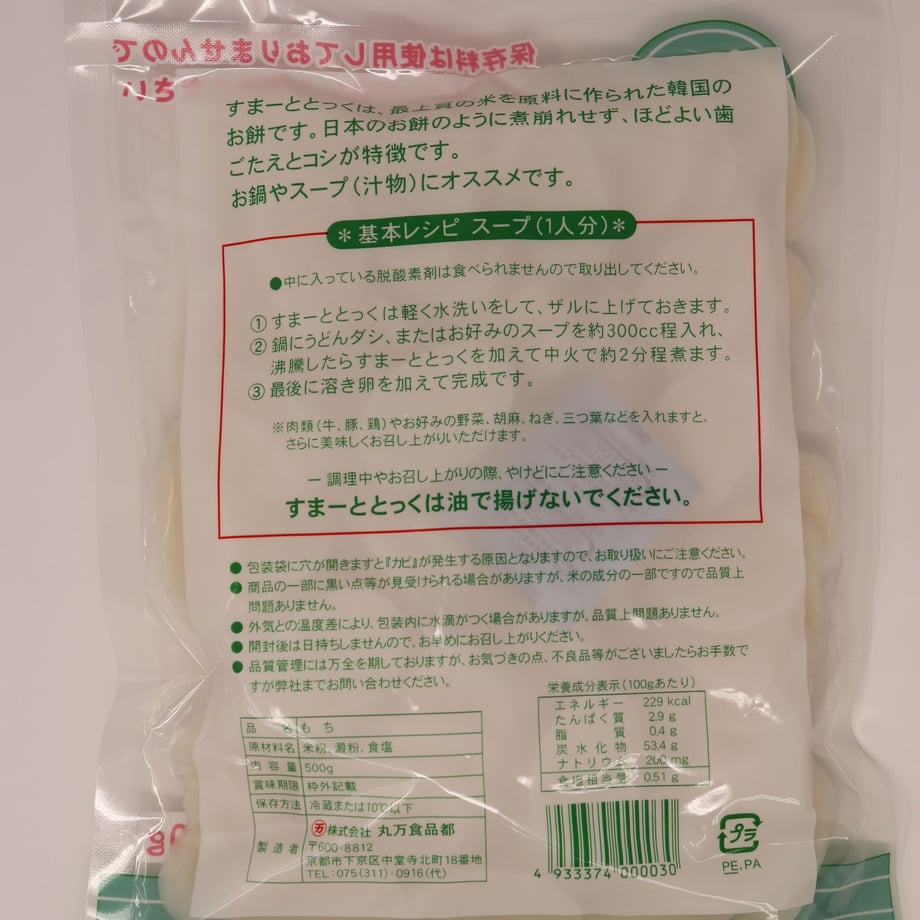 保存料は使用しておりませんので
さい
すまーととっくは、最上質の米を原料に作られた韓国の
お餅です。日本のお餅のように煮崩れせず、ほどよい歯
ごたえとコシが特徴です。
お鍋やスープ(汁物)にオススメです。
＊基本レシピ スープ(1人分)＊
●中に入っている脱酸素剤は食べられませんので取り出してください。
①すまーととっくは軽く水洗いをして、ザルに上げておきます。
②鍋にうどんダシ、またはお好みのスープを約300cc程入れ、
沸騰したらすまーととっくを加えて中火で約2分程煮ます。
③最後に溶き卵を加えて完成です。
※肉類(牛、豚、鶏)やお好みの野菜、胡麻、ねぎ、三つ葉などを入れますと、
さらに美味しくお召し上がりいただけます。
ー 調理中やお召し上がりの際、やけどにご注意ください ー
すまーととっくは油で揚げないでください。
●包装袋に穴が開きますと『カビ』が発生する原因となりますので、お取り扱いにご注意ください。
●商品の一部に黒い点等が見受けられる場合がありますが、米の成分の一部ですので品質上
問題ありません。
●外気との温度差により、包装内に水滴がつく場合がありますが、品質上問題ありません。
●開封後は日持ちしませんので、お早めにお召し上がりください。
●品質管理には万全を期しておりますが、お気づきの点、不良品等がございましたらお手数で
すが弊社までお問い合わせください。
品名 もち
原材料名 米粉、澱粉、食塩
内容量 500g
賞味期限 枠外記載
保存方法 冷蔵または10℃以下
製造者 ㋕株式会社 丸万食品都
〒600-8812
京都市下京区中堂寺北町18番地
TEL:075(311)-0916(代)
栄養成分表示(100gあたり)
エネルギー 229 kcal
たんぱく質 2.9 g
脂質 0.4 g
炭水化物 53.4 g
ナトリウム 200 mg
食塩相当量 0.51 g
4 933374 000030
プラ
PE,PA
0g